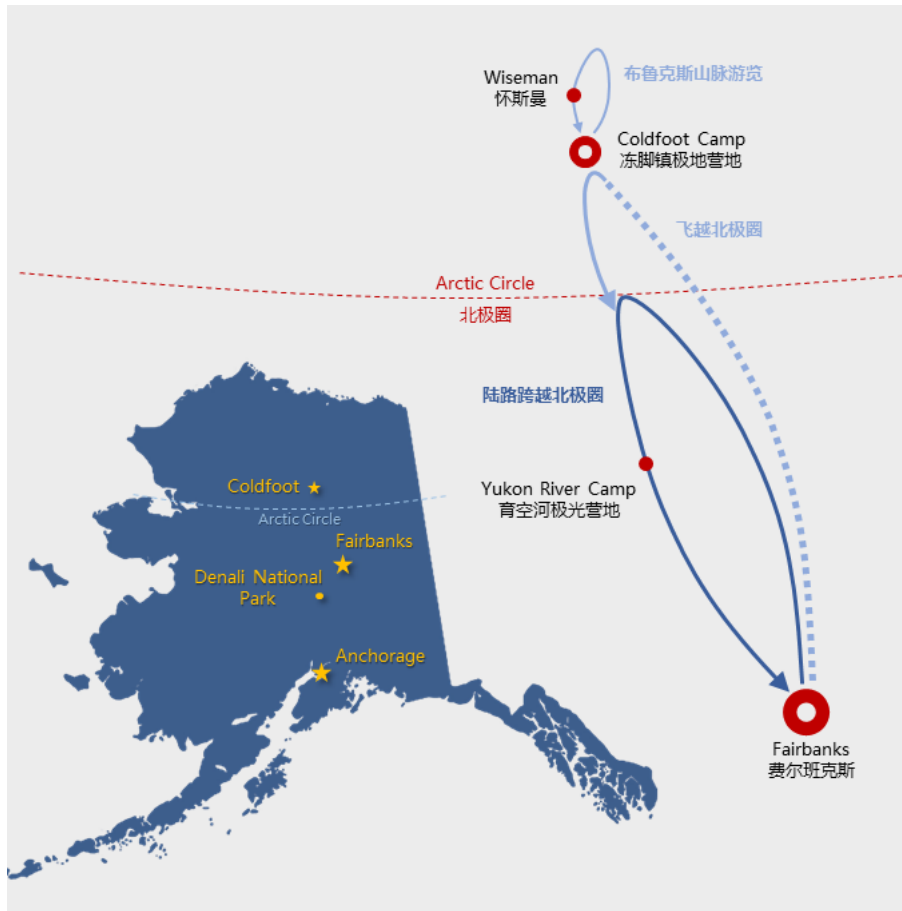 Wiseman
怀斯曼
布鲁克斯山脉游览
Coldfoot Camp
冻脚镇极地营地
飞越北极圈
Arctic Circle
北极圈
陆路跨越北极圈
Yukon River Camp
育空河极光营地
Coldfoot
Arctic Circle
Fairbanks
Denali National
Park
Anchorage
Fairbanks
费尔班克斯